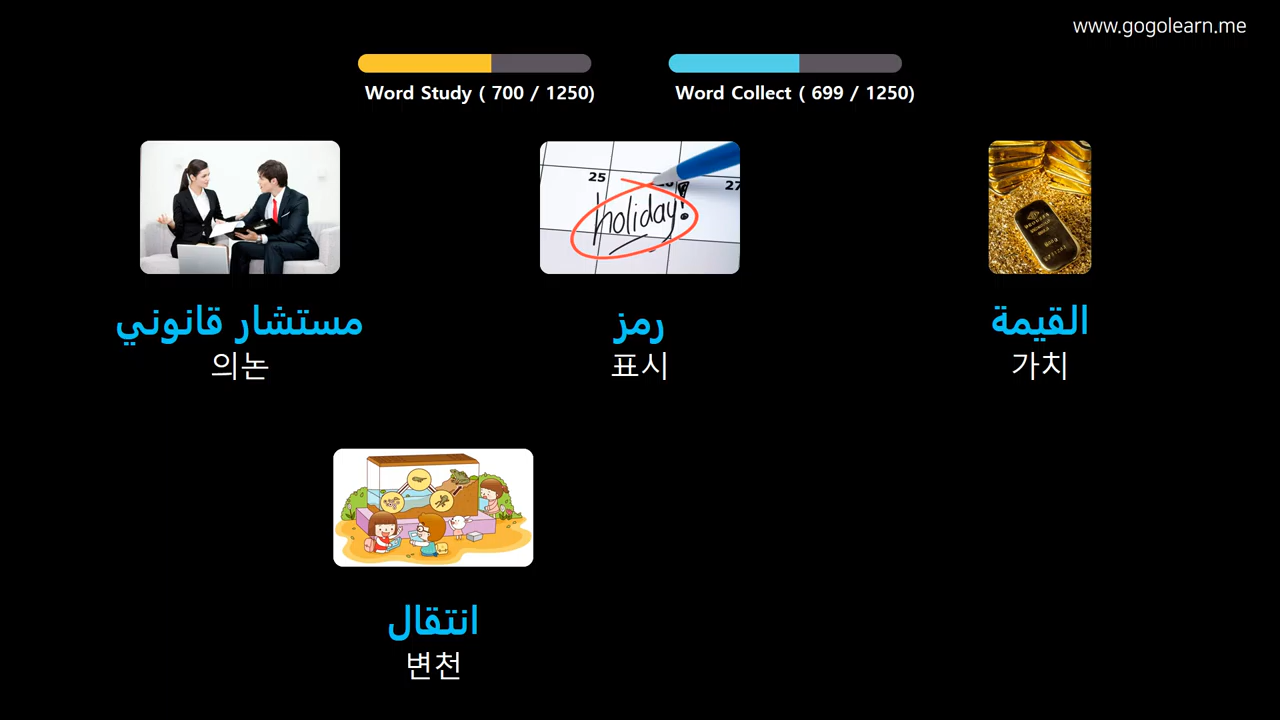 www.gogolearn.me
Word Study ( 700 / 1250)
Word Collect ( 699 / 1250)
25
27
holiday!
مستشار قانوني
의논
رمز
표시
القيمة
가치
انتقال
변천